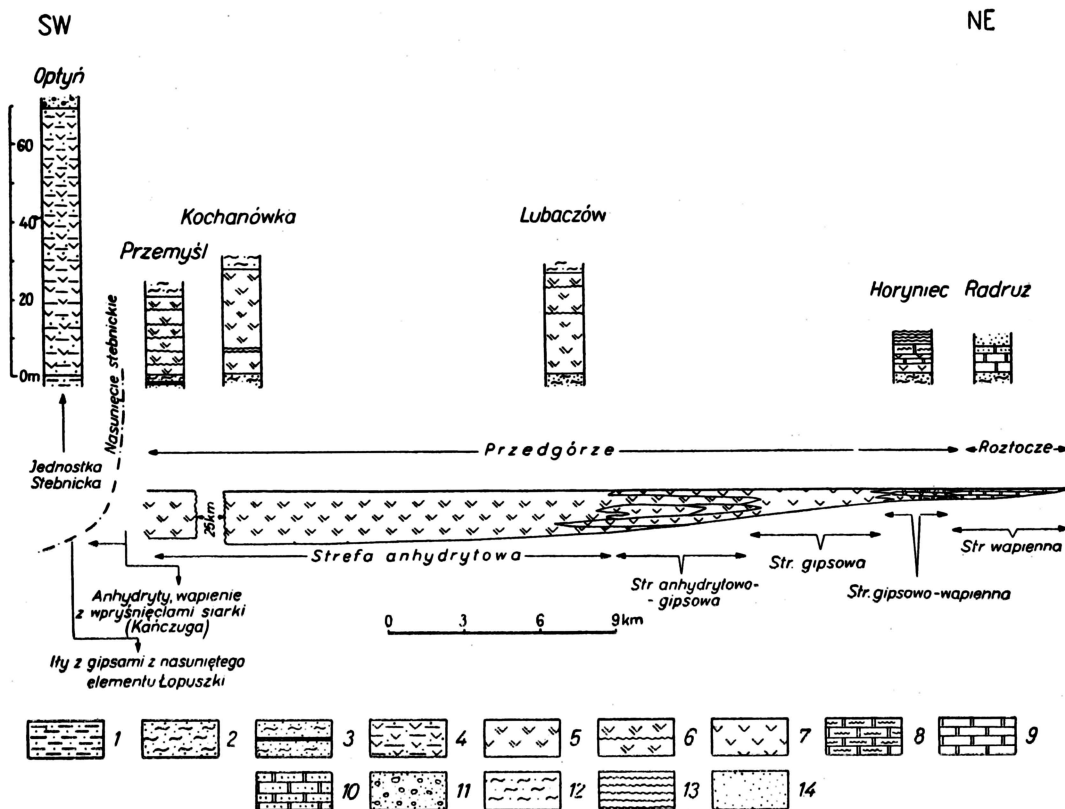 SW
NE
Optyń
60
40
20
0m
Przemyśl
Kochanówka
Lubaczów
Horyniec
Radruż
Nasunięcie stebnickie
Jednostka
Stebnicka
Przedgórze
Roztocze
26km
Strefa anhydrytowa
Str anhydrytowo-
-gipsowa
Str. gipsowa
Str. gipsowo-wapienna
Str wapienna
Anhydryty, wapienie
z wpryśnięciami siarki
(Kańczuga)
Iły z gipsami z nasuniętego
elementu Łopuszki
0 3 6 9 km
1 2 3 4 5 6 7 8 9
10 11 12 13 14